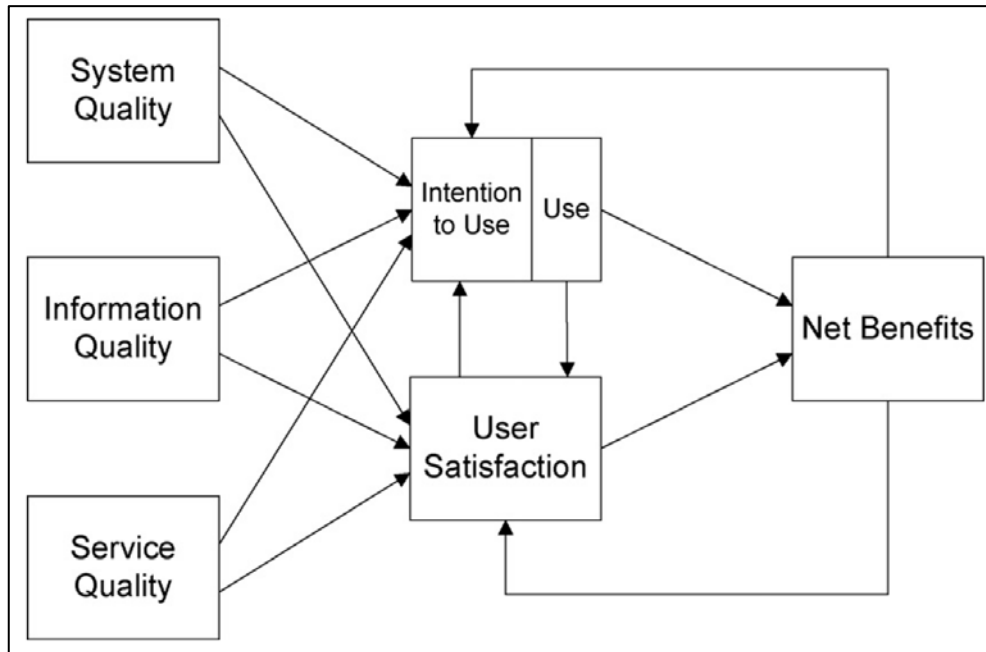 System
Quality
Information
Quality
Service
Quality
Intention
to Use
Use
User
Satisfaction
Net Benefits